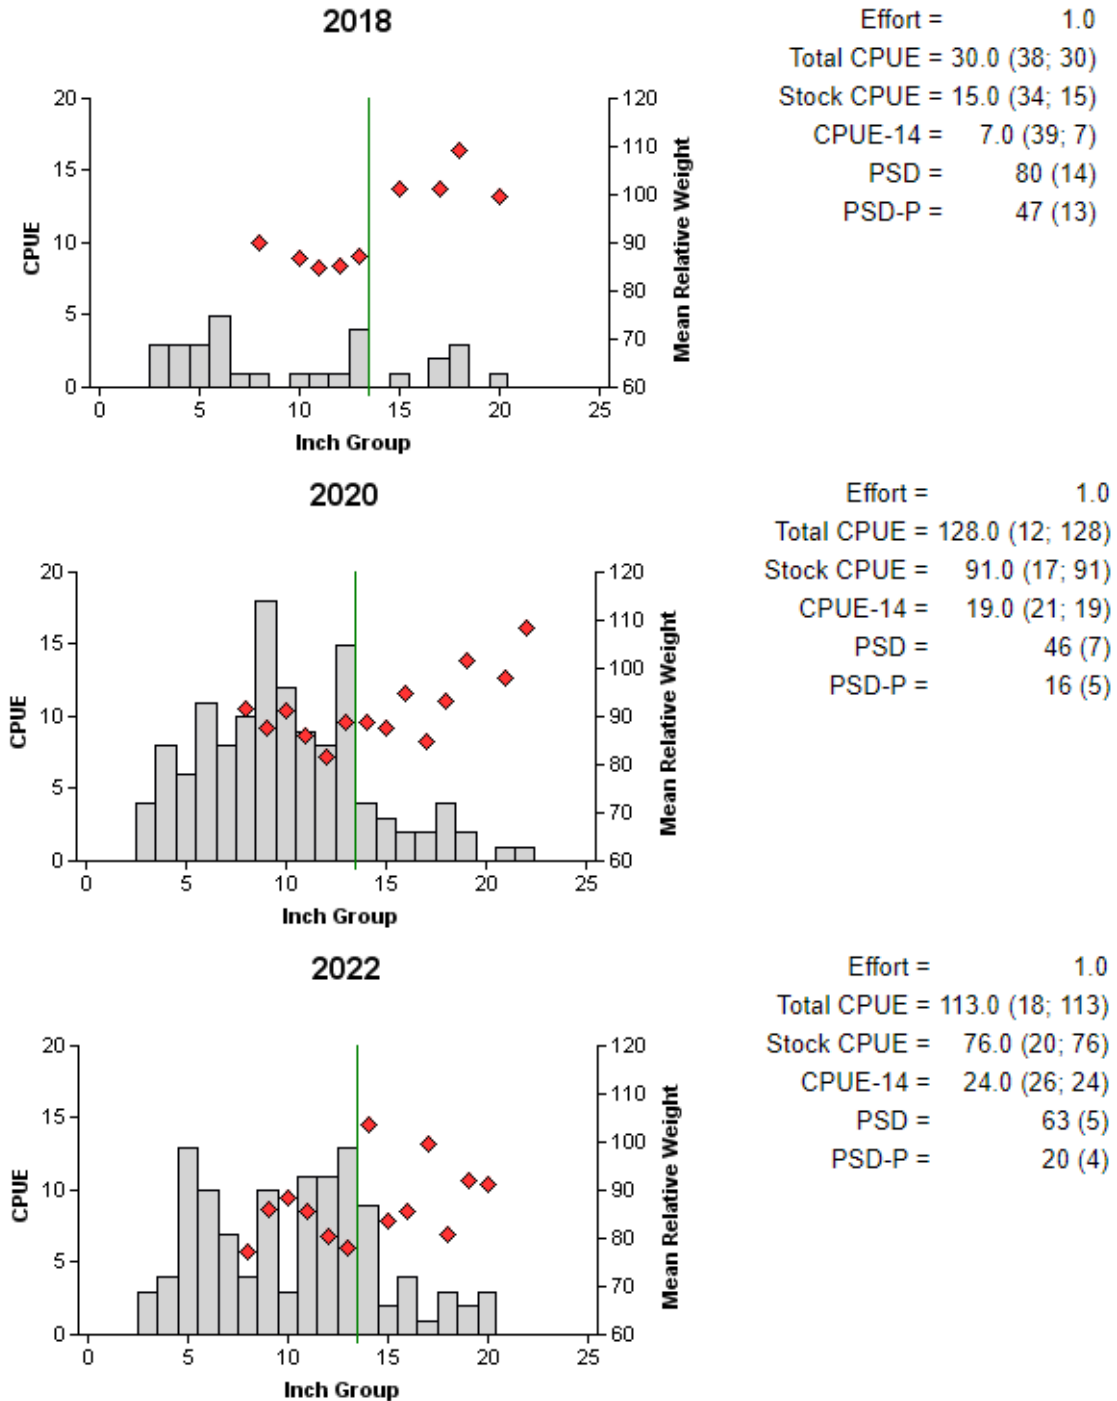 2018
Effort = 1.0
Total CPUE = 30.0 (38; 30)
Stock CPUE = 15.0 (34; 15)
CPUE-14 = 7.0 (39; 7)
PSD = 80 (14)
PSD-P = 47 (13)
20
15
10
5
0
CPUE
120
110
100
90
80
70
60
Mean Relative Weight
0 5 10 15 20 25
Inch Group
2020
Effort = 1.0
Total CPUE = 128.0 (12; 128)
Stock CPUE = 91.0 (17; 91)
CPUE-14 = 19.0 (21; 19)
PSD = 46 (7)
PSD-P = 16 (5)
20
15
10
5
0
CPUE
120
110
100
90
80
70
60
Mean Relative Weight
0 5 10 15 20 25
Inch Group
2022
Effort = 1.0
Total CPUE = 113.0 (18; 113)
Stock CPUE = 76.0 (20; 76)
CPUE-14 = 24.0 (26; 24)
PSD = 63 (5)
PSD-P = 20 (4)
20
15
10
5
0
CPUE
120
110
100
90
80
70
60
Mean Relative Weight
0 5 10 15 20 25
Inch Group